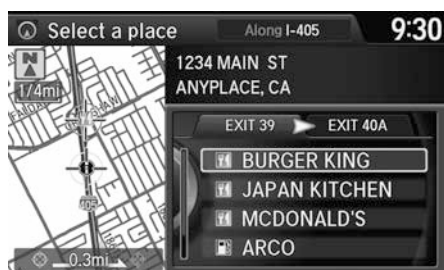 Select a place
Along I-405
9:30
N
1/4mi
1234 MAIN ST
ANYPLACE, CA
EXIT 39
EXIT 40A
BURGER KING
JAPAN KITCHEN
MCDONALD'S
ARCO
405
0.3mi